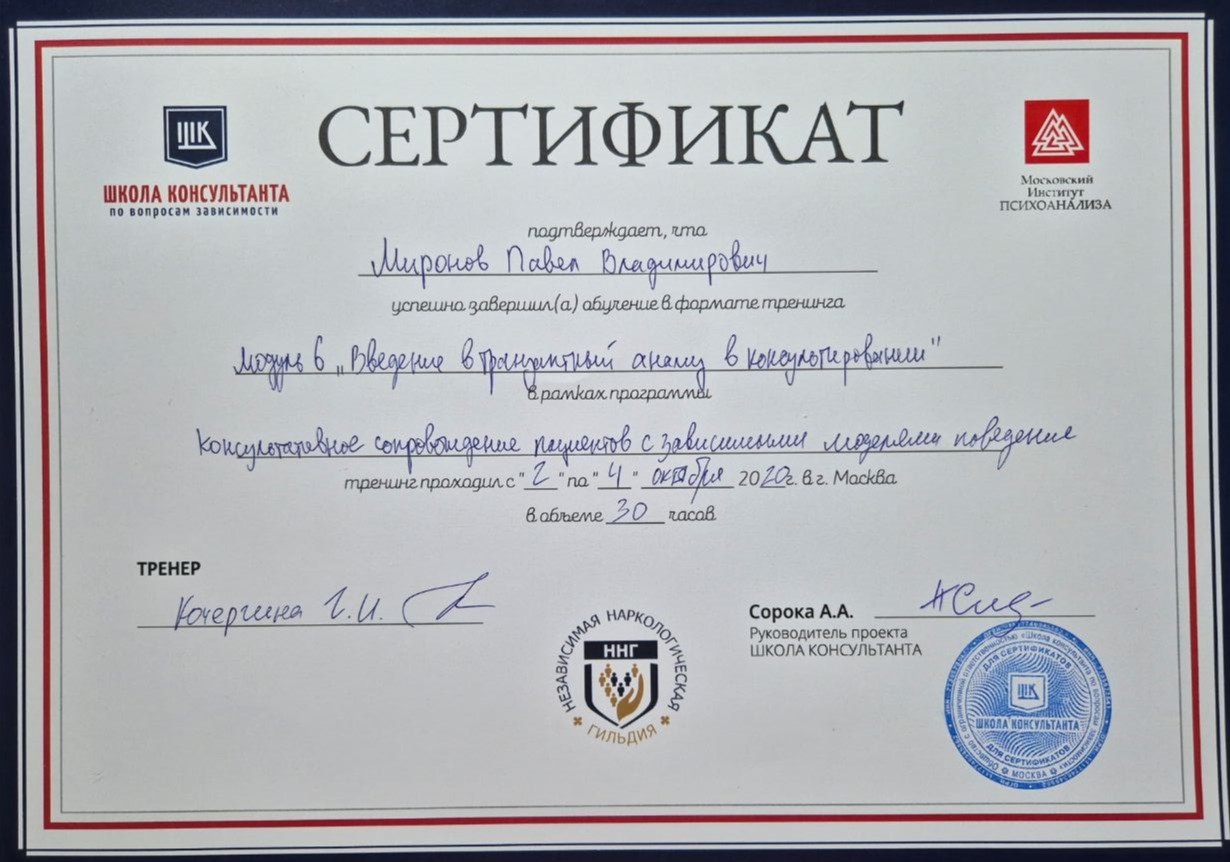 СЕРТИФИКАТ
ШК
ШКОЛА КОНСУЛЬТАНТА
по вопросам зависимости
Московский
Институт
ПСИХОАНАЛИЗА
подтверждает, что
Миронов Павел Владимирович
успешно завершил(а) обучение в формате тренинга
Модуль 6 „Введение в транзактный анализ в консультировании"
в рамках программы
Консультативное сопровождение пациентов с зависимыми моделями поведение
тренинг проходил с "2" по "4" октября 2020г. в г. Москва
в объеме 30 часов
ТРЕНЕР
Кочергина Г.И.
Сорока А.А.
Руководитель проекта
ШКОЛА КОНСУЛЬТАНТА
НЕЗАВИСИМАЯ НАРКОЛОГИЧЕСКАЯ
ННГ
ГИЛЬДИЯ
ДЛЯ СЕРТИФИКАТОВ
ШК
ШКОЛА КОНСУЛЬТАНТА
ДЛЯ СЕРТИФИКАТОВ
МОСКВА